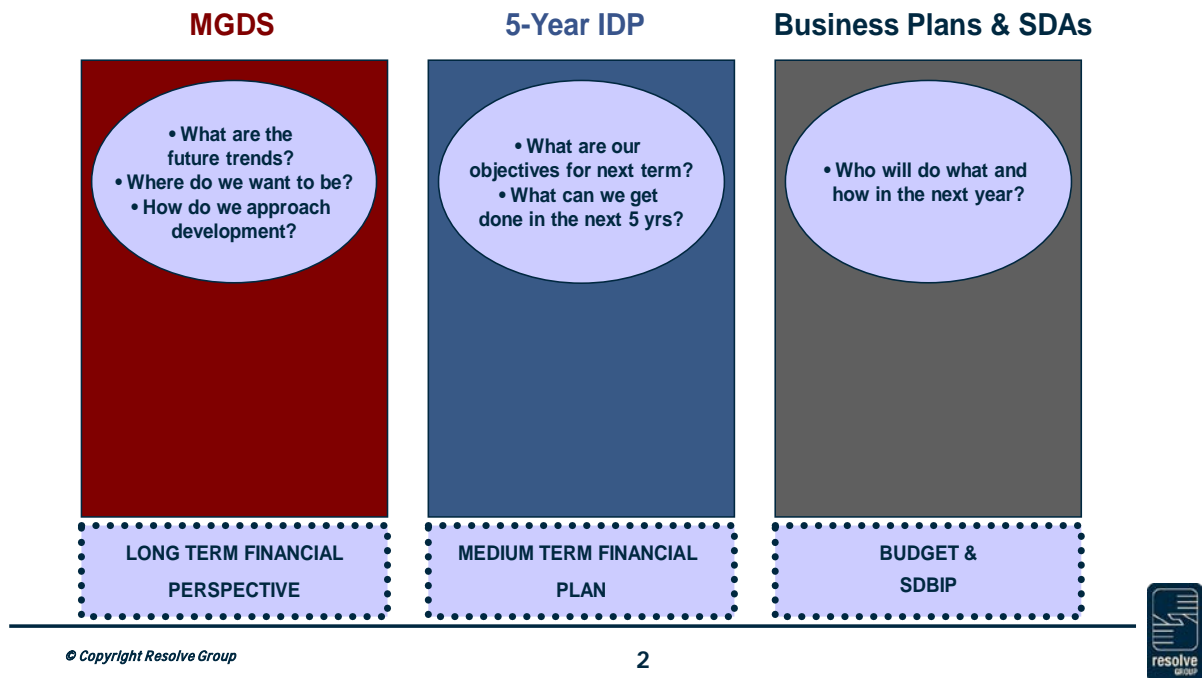 MGDS
5-Year IDP
Business Plans & SDAs
• What are the
future trends?
• Where do we want to be?
• How do we approach
development?
• What are our
objectives for next term?
• What can we get
done in the next 5 yrs?
• Who will do what and
how in the next year?
LONG TERM FINANCIAL
PERSPECTIVE
MEDIUM TERM FINANCIAL
PLAN
BUDGET &
SDBIP
© Copyright Resolve Group
2
resolve
GROUP